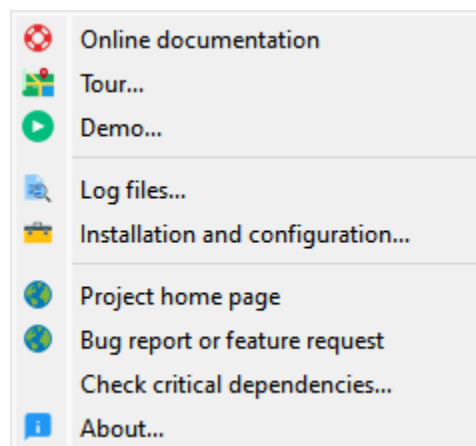 Online documentation
Tour...
Demo...
Log files...
Installation and configuration...
Project home page
Bug report or feature request
Check critical dependencies...
About...